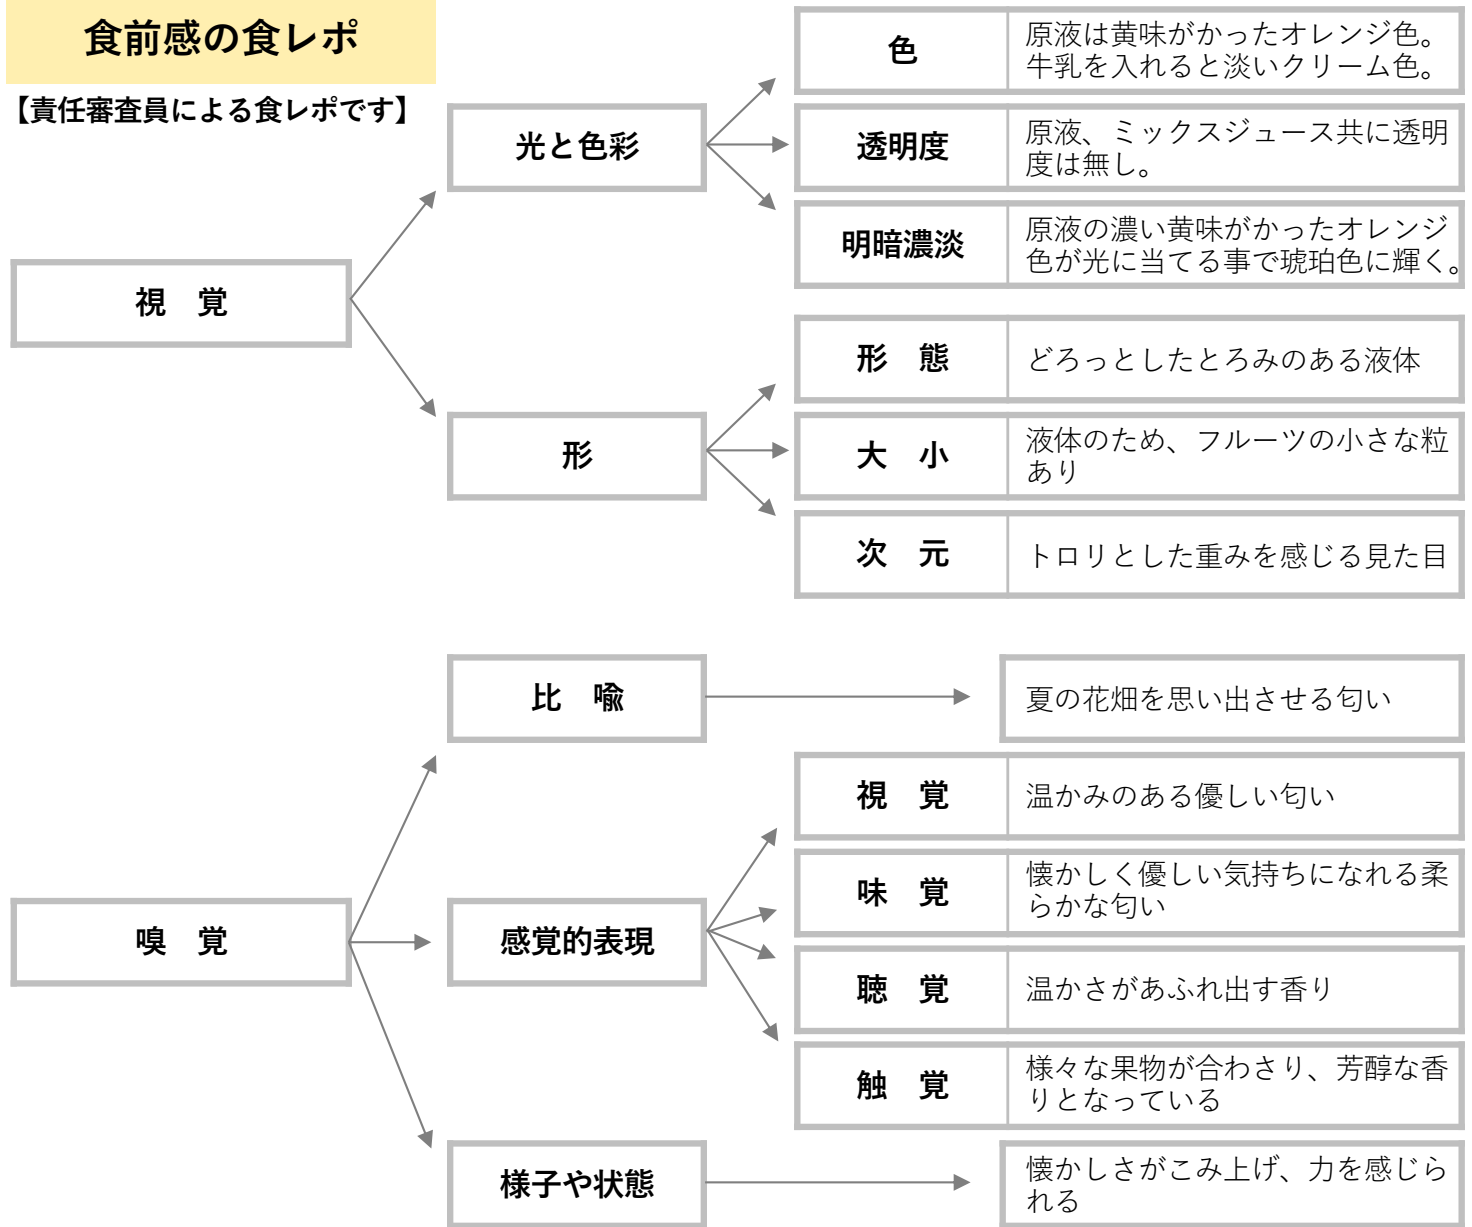 食前感の食レポ
【責任審査員による食レポです】
視　覚
光と色彩
色
原液は黄味がかったオレンジ色。
牛乳を入れると淡いクリーム色。
透明度
原液、ミックスジュース共に透明
度は無し。
明暗濃淡
原液の濃い黄味がかったオレンジ
色が光に当てる事で琥珀色に輝く。
形
形　態
どろっとしたとろみのある液体
大　小
液体のため、フルーツの小さな粒
あり
次　元
トロリとした重みを感じる見た目
嗅　覚
比　喩
夏の花畑を思い出させる匂い
感覚的表現
視　覚
温かみのある優しい匂い
味　覚
懐かしく優しい気持ちになれる柔
らかな匂い
聴　覚
温かさがあふれ出す香り
触　覚
様々な果物が合わさり、芳醇な香
りとなっている
様子や状態
懐かしさがこみ上げ、力を感じら
れる